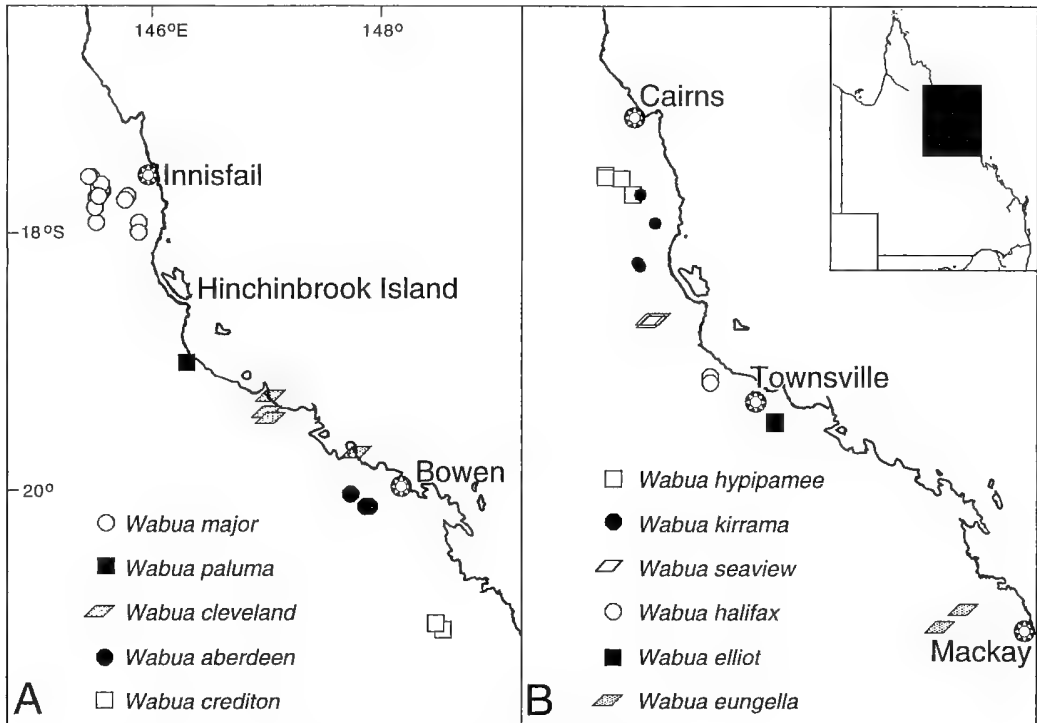 146°E
148°
Innisfail
18°S
Hinchinbrook Island
Bowen
20°
Wabua major
Wabua paluma
Wabua cleveland
Wabua aberdeen
Wabua crediton
A
Cairns
Townsville
Wabua hypipamee
Wabua kirrama
Wabua seaview
Wabua halifax
Wabua elliot
Wabua eungella
Mackay
B